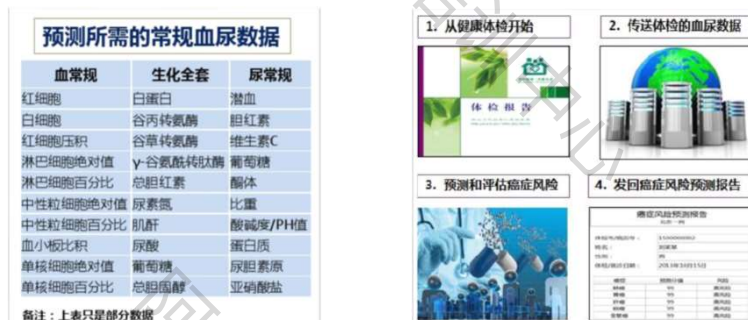 预测所需的常规血尿数据
血常规 生化全套 尿常规
红细胞 白蛋白 潜血
白细胞 谷丙转氨酶 胆红素
红细胞压积 谷草转氨酶 维生素C
淋巴细胞绝对值 γ-谷氨酰转肽酶 葡萄糖
淋巴细胞百分比 总胆红素 酮体
中性粒细胞绝对值 尿素氮 比重
中性粒细胞百分比 肌酐 酸碱度/PH值
血小板比积 尿酸 蛋白质
单核细胞绝对值 葡萄糖 尿胆素原
单核细胞百分比 总胆固醇 亚硝酸盐
备注：上表只是部分数据
1. 从健康体检开始
体检报告
2. 传送体检的血尿数据
3. 预测和评估癌症风险
4. 发回癌症风险预测报告
癌症风险预测报告